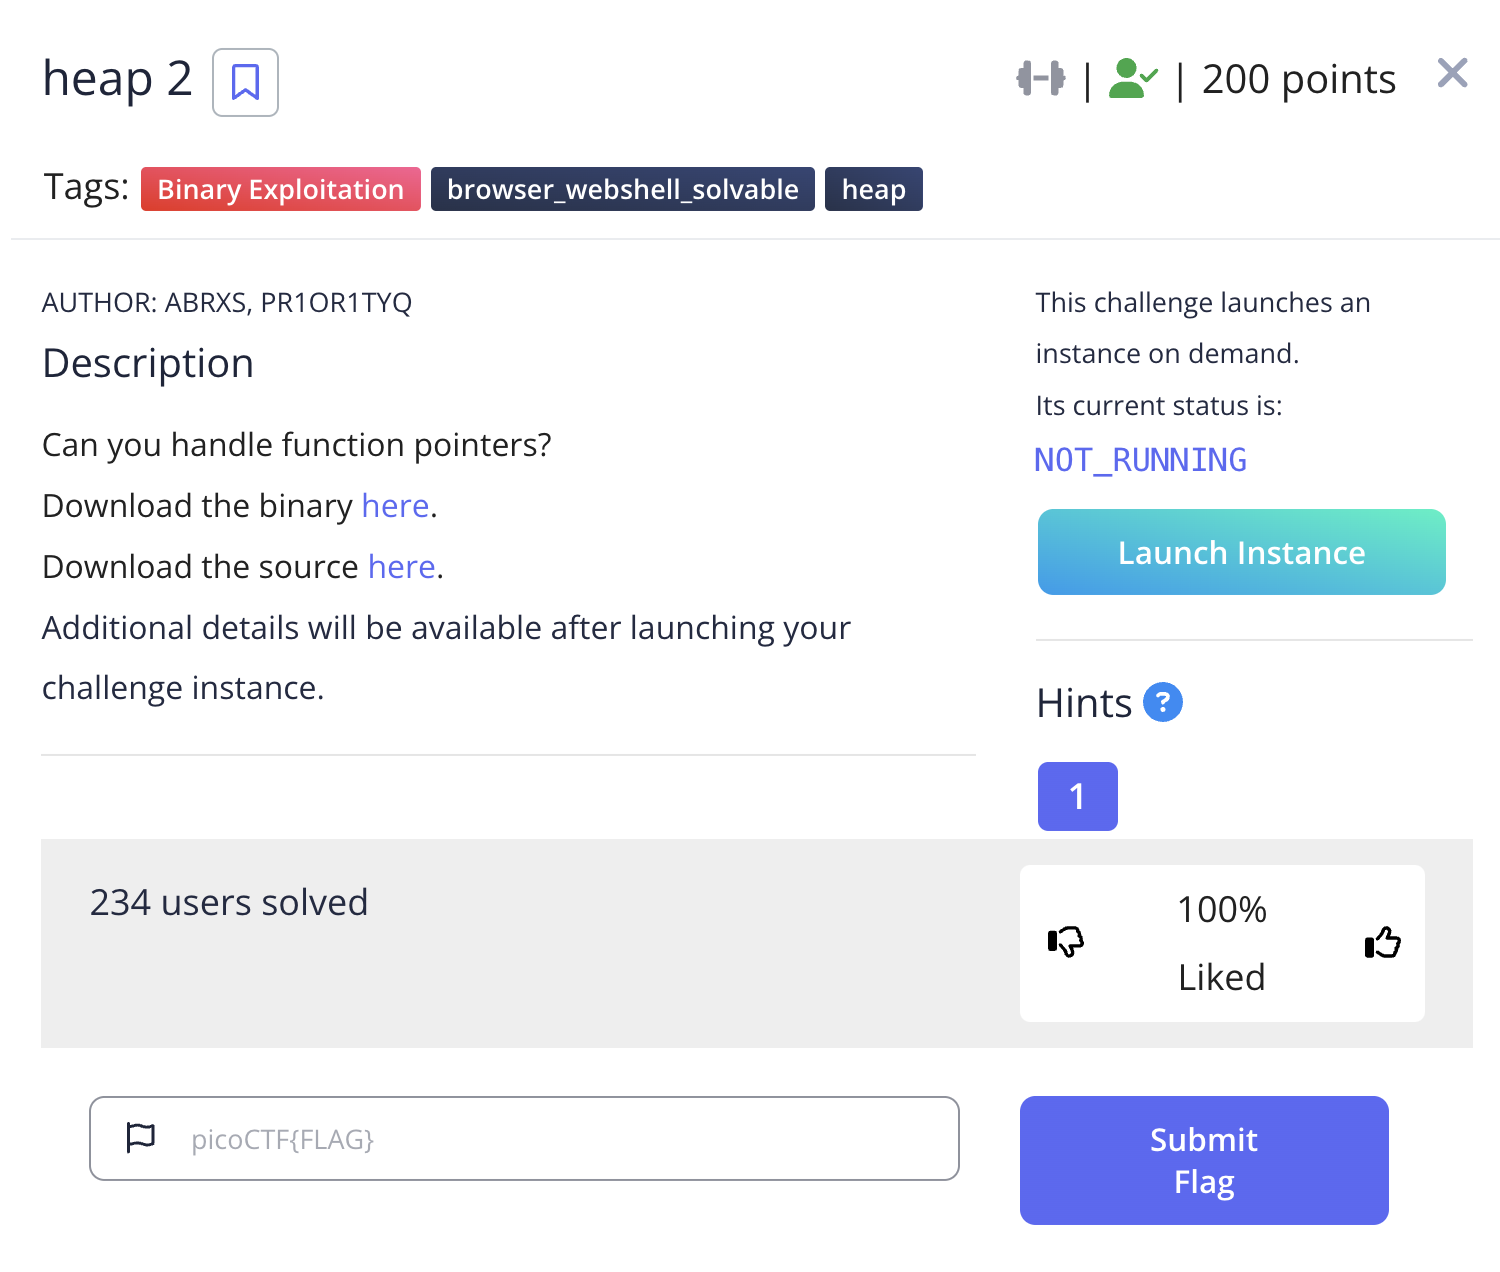 heap 2
| | 200 points
Tags: Binary Exploitation browser_webshell_solvable heap
AUTHOR: ABRXS, PR1OR1TYQ
Description
Can you handle function pointers?
Download the binary here.
Download the source here.
Additional details will be available after launching your
challenge instance.
This challenge launches an
instance on demand.
Its current status is:
NOT_RUNNING
Launch Instance
Hints ?
1
234 users solved
100%
Liked
picoCTF{FLAG}
Submit
Flag